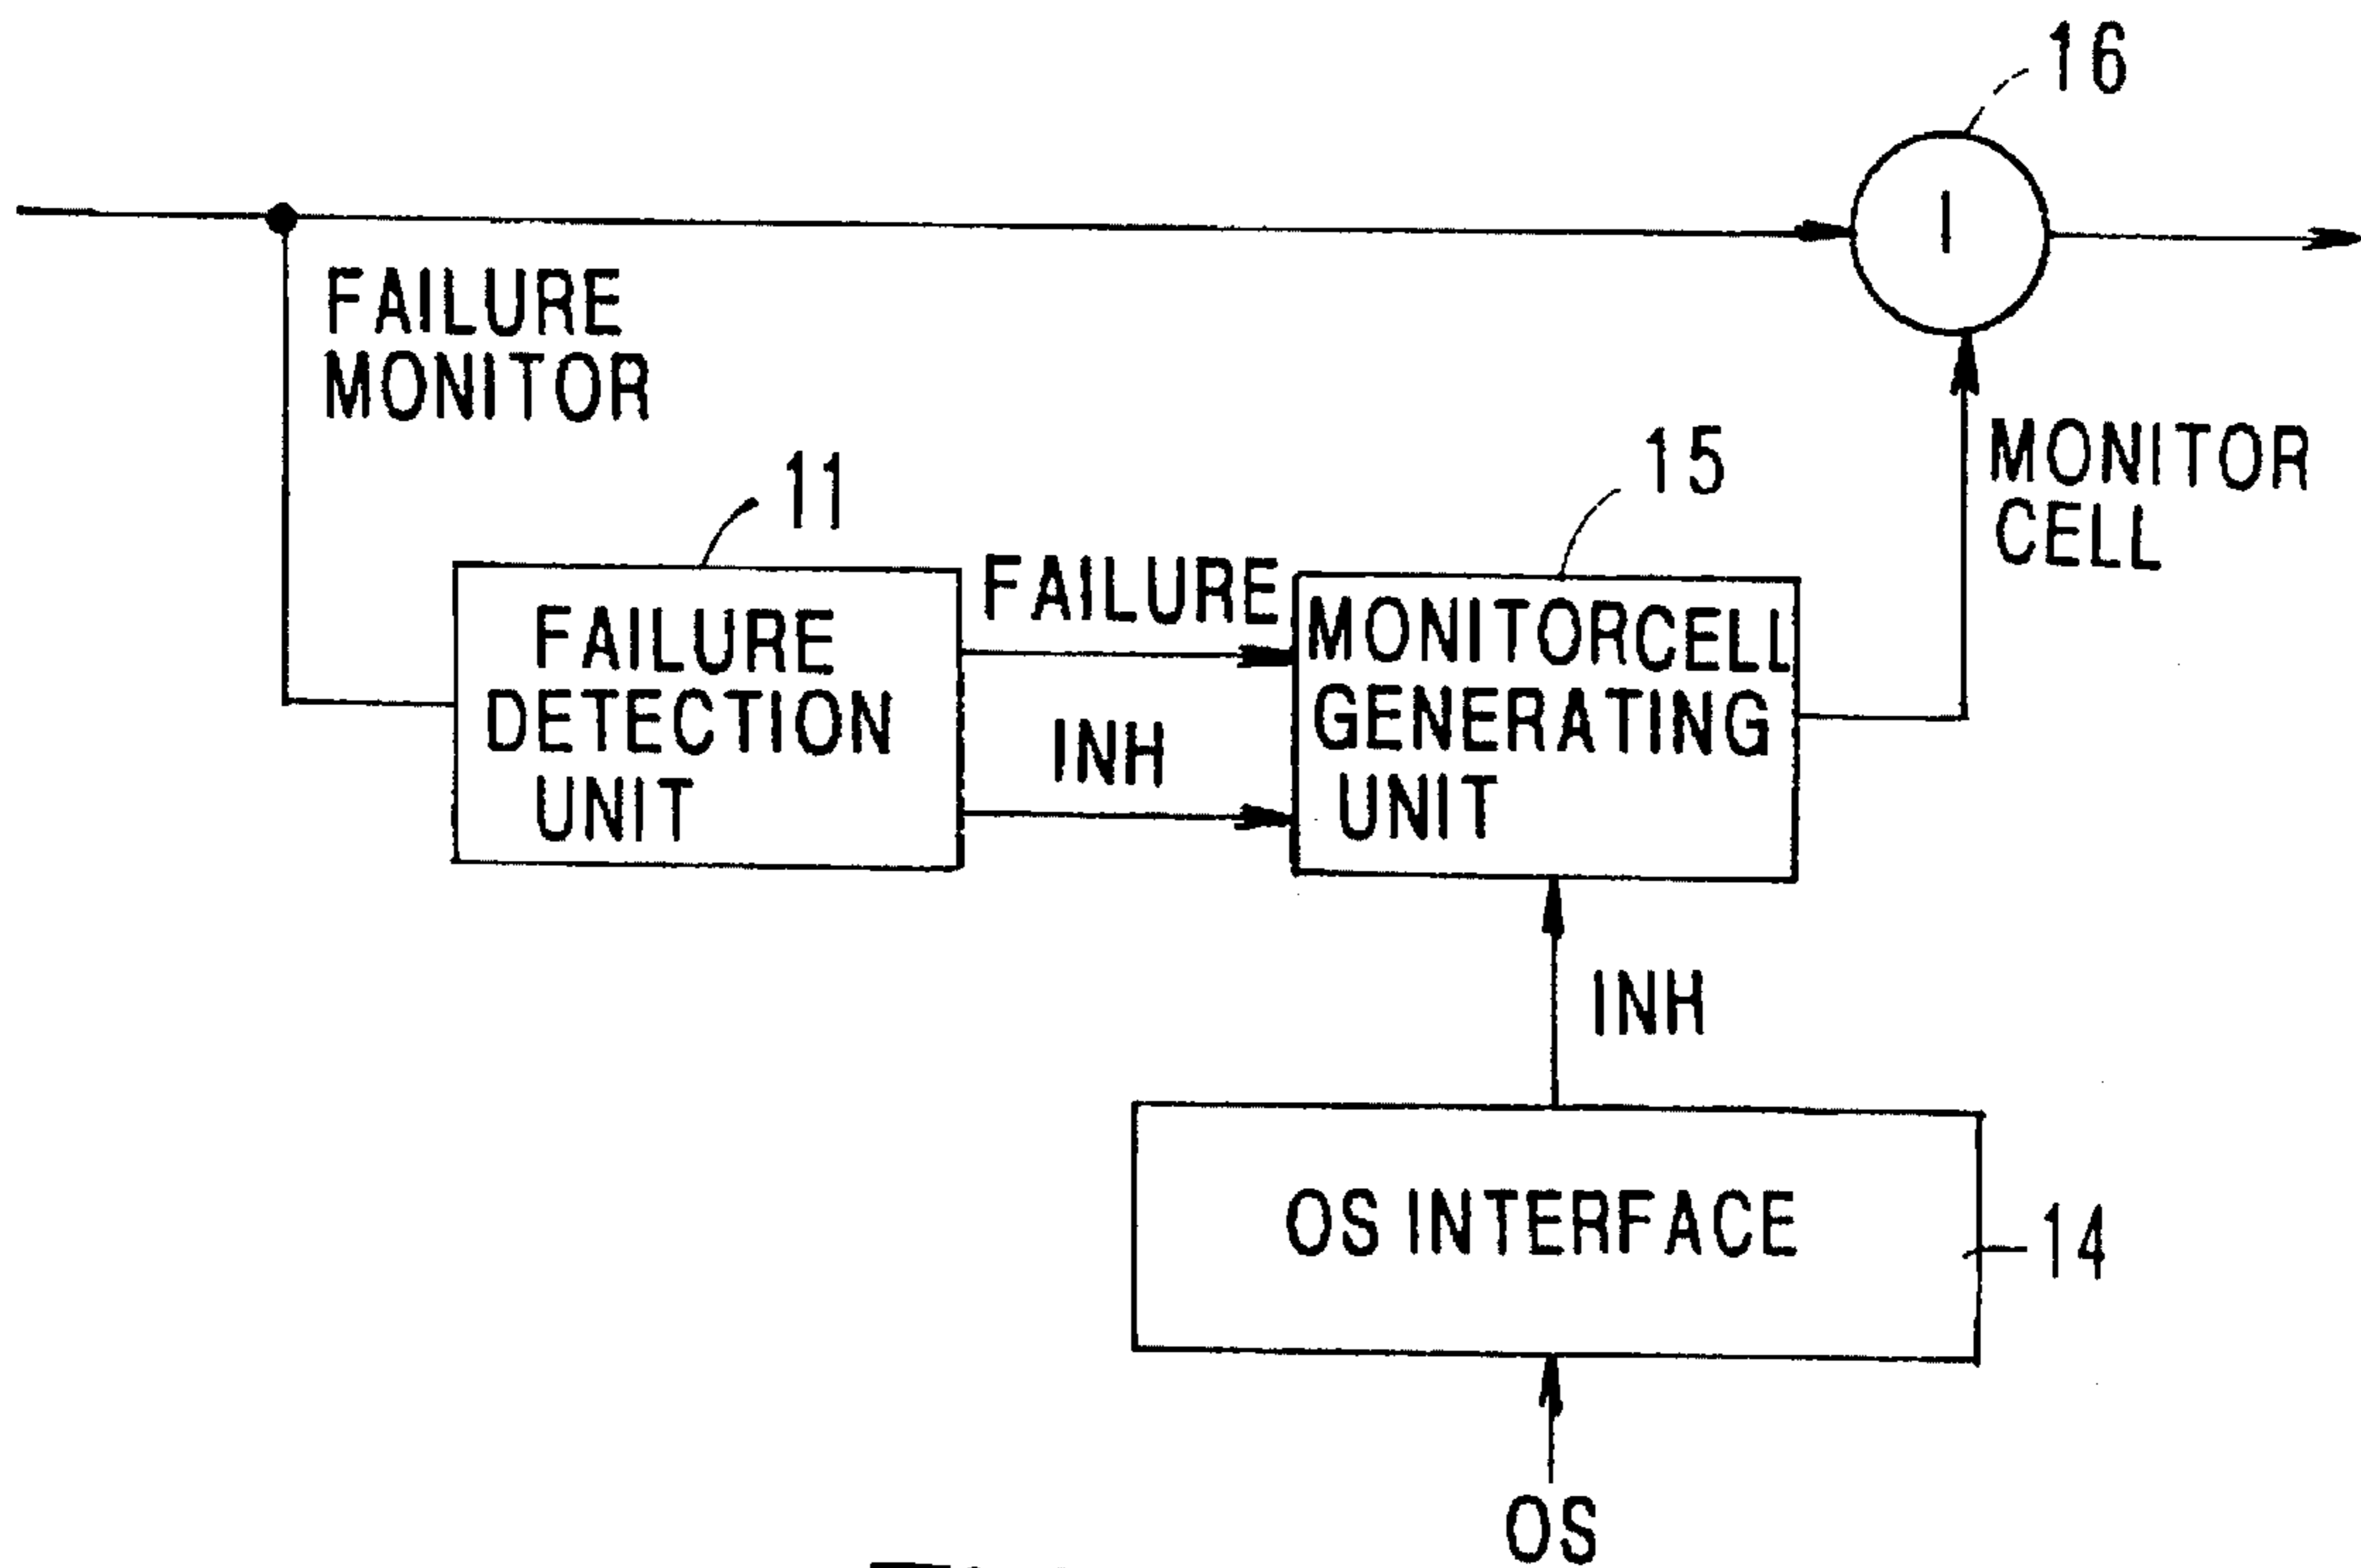 16
I
FAILURE
MONITOR
MONITOR
CELL
11
15
FAILURE
INH
FAILURE
DETECTION
UNIT
MONITORCELL
GENERATING
UNIT
INH
OS INTERFACE
14
OS